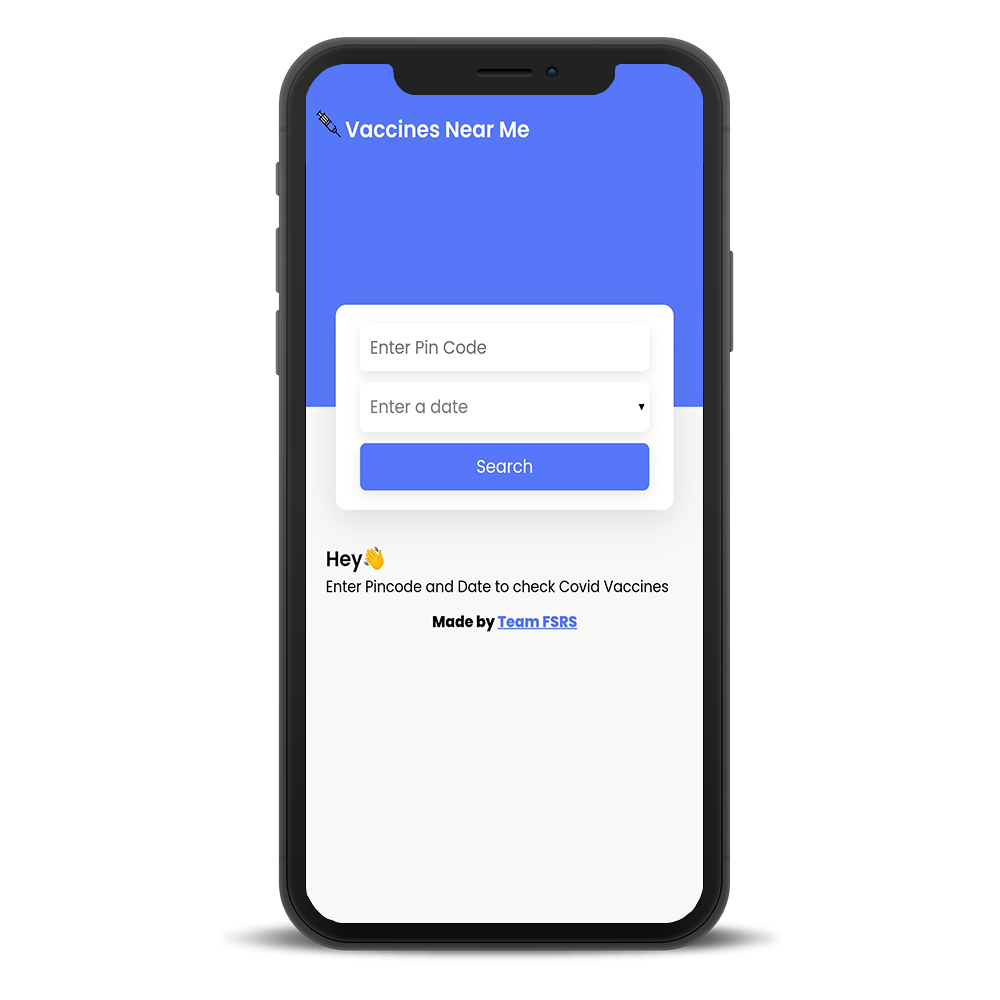 Vaccines Near Me
Enter Pin Code
Enter a date
Search
Hey👋
Enter Pincode and Date to check Covid Vaccines
Made by Team FSRS